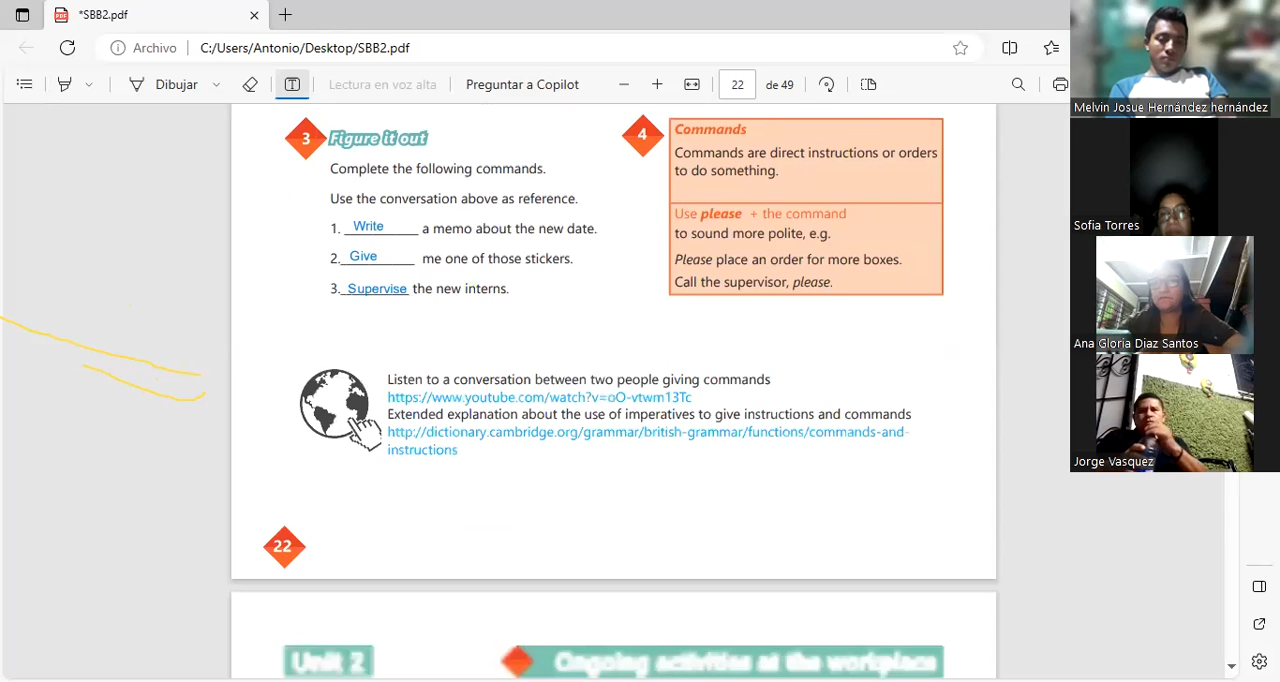 *SBB2.pdf
Archivo C:/Users/Antonio/Desktop/SBB2.pdf
Dibujar Lectura en voz alta Preguntar a Copilot 22 de 49
Melvin Josue Hernández hernández
Sofia Torres
Ana Gloria Diaz Santos
Jorge Vasquez
3 Figure it out
Complete the following commands.
Use the conversation above as reference.
1. Write a memo about the new date.
2. Give me one of those stickers.
3. Supervise the new interns.
4 Commands
Commands are direct instructions or orders
to do something.
Use please + the command
to sound more polite, e.g.
Please place an order for more boxes.
Call the supervisor, please.
Listen to a conversation between two people giving commands
https://www.youtube.com/watch?v=oO-vtwm13Tc
Extended explanation about the use of imperatives to give instructions and commands
http://dictionary.cambridge.org/grammar/british-grammar/functions/commands-and-
instructions
22
Unit 2 Ongoing activities at the workplace